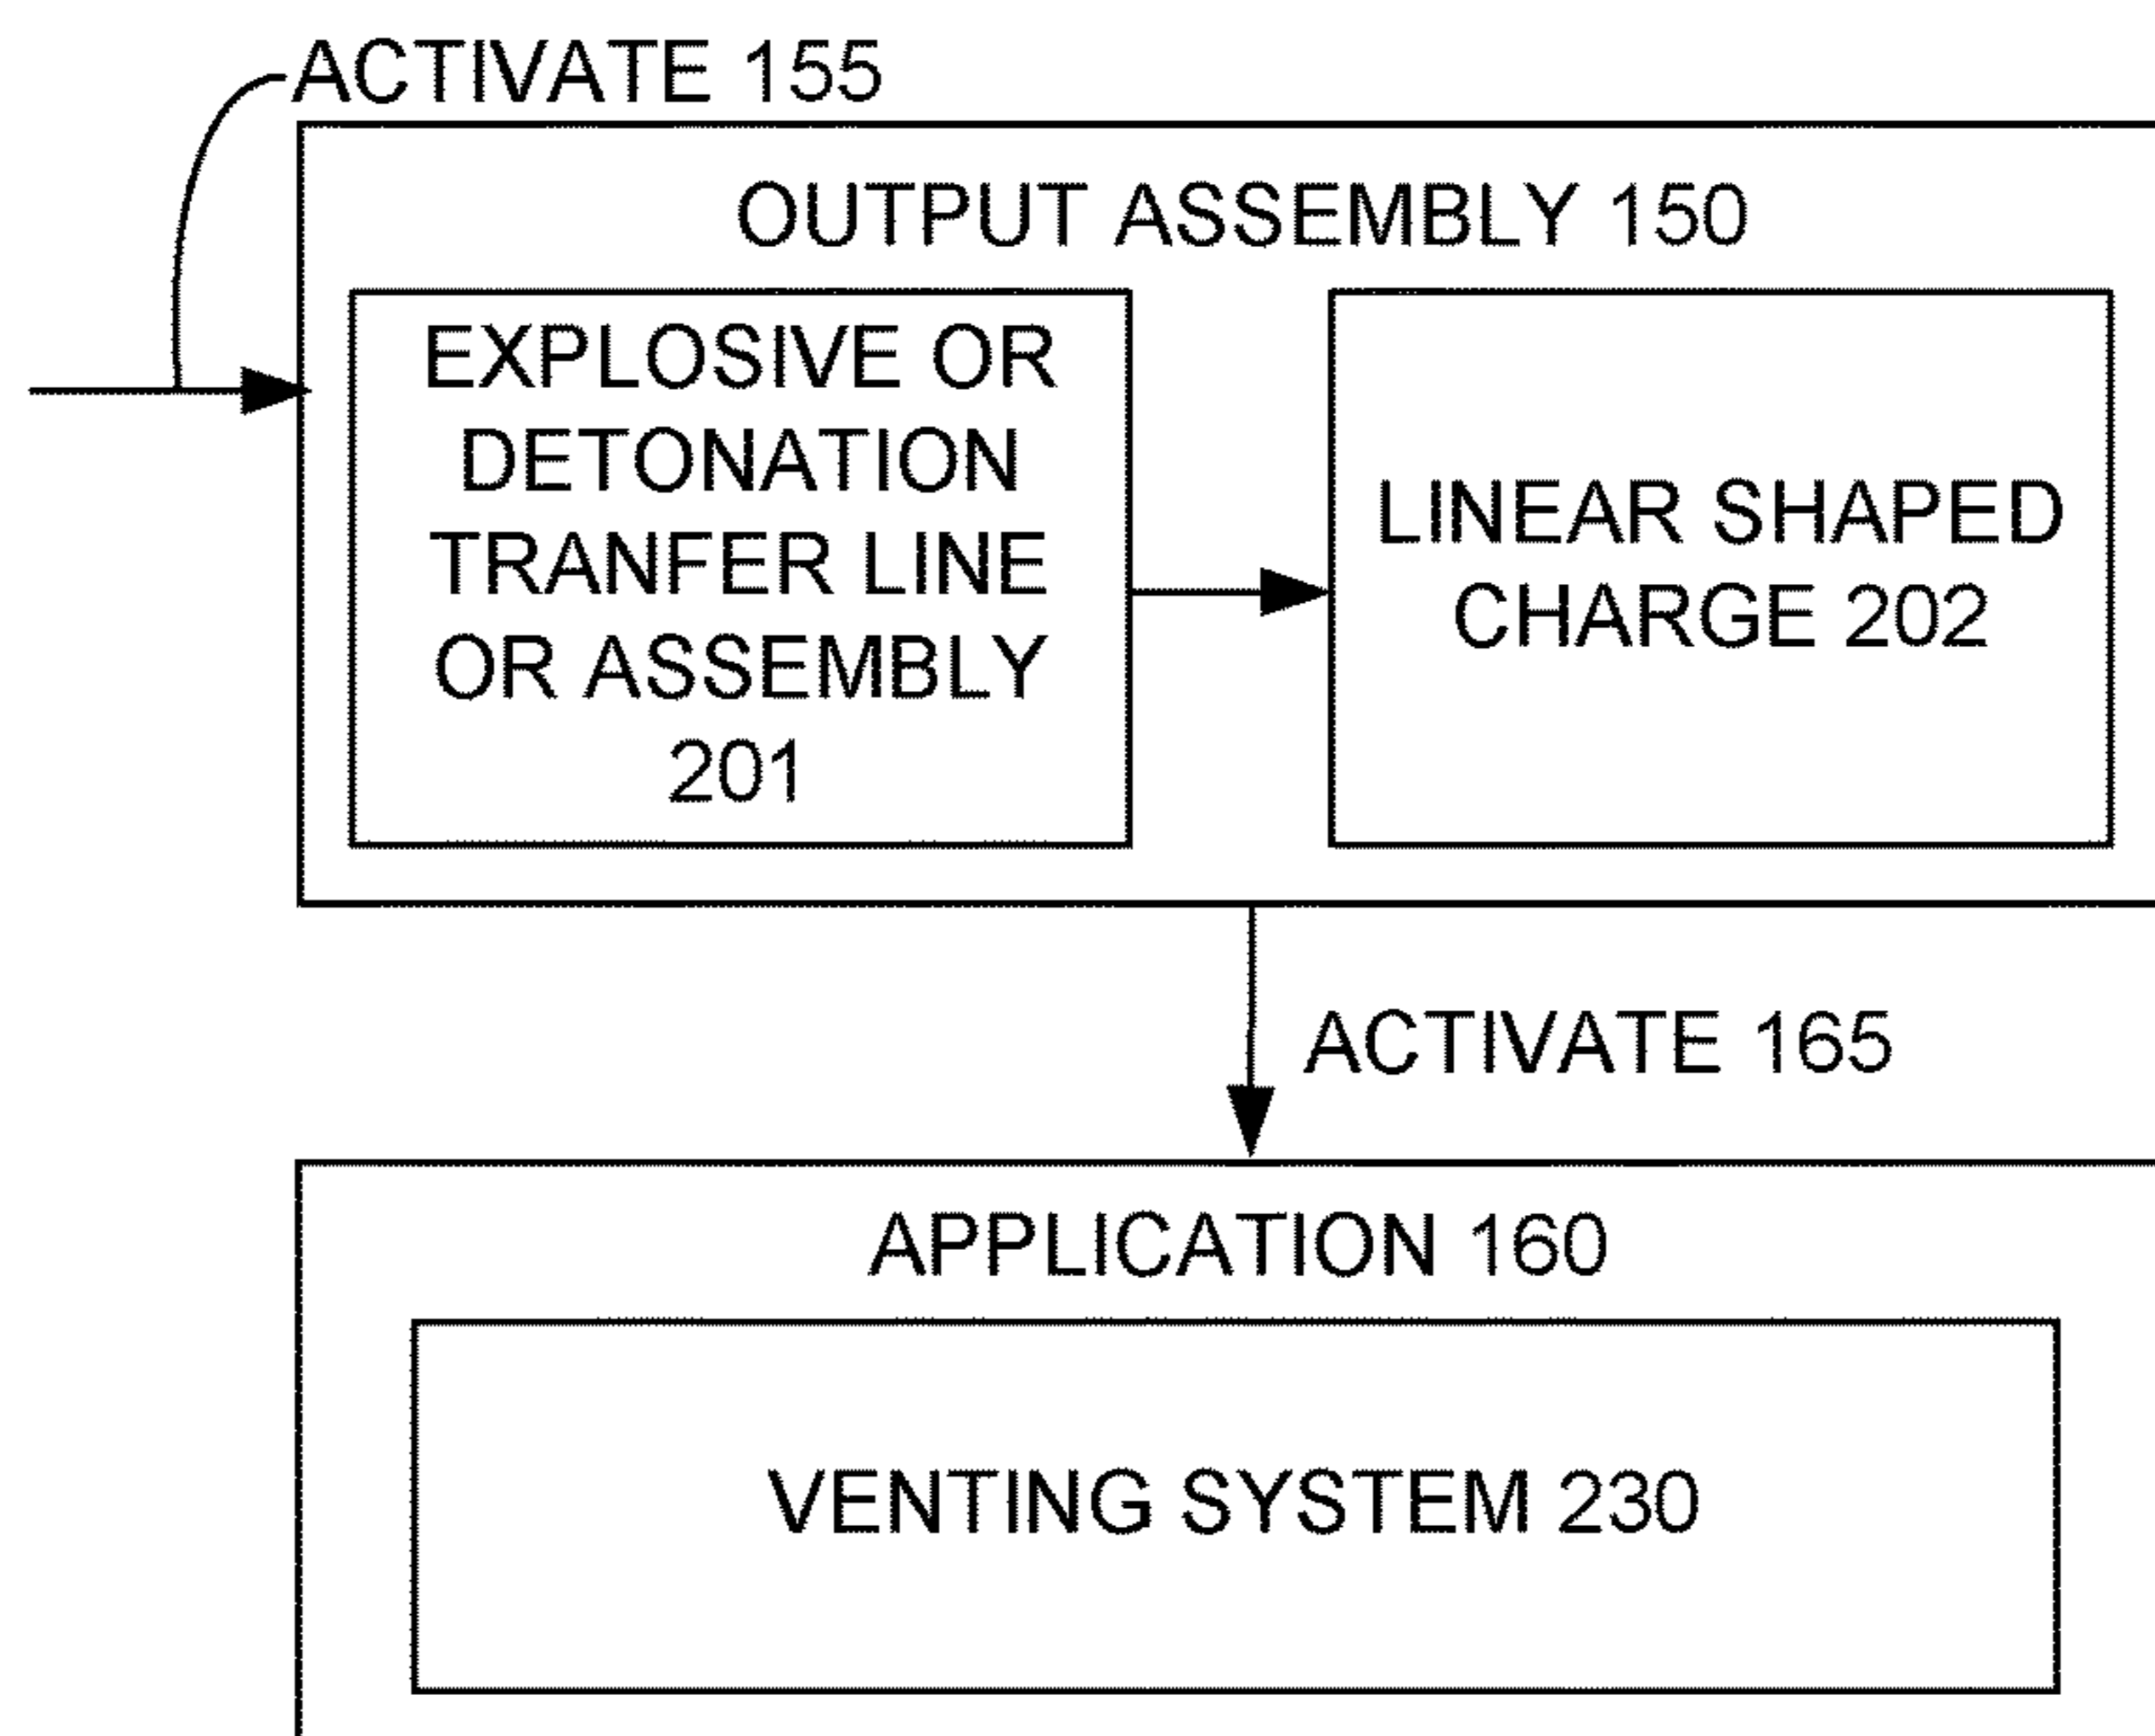 ACTIVATE 155
OUTPUT ASSEMBLY 150
EXPLOSIVE OR
DETONATION
TRANFER LINE
OR ASSEMBLY
201
LINEAR SHAPED
CHARGE 202
ACTIVATE 165
APPLICATION 160
VENTING SYSTEM 230